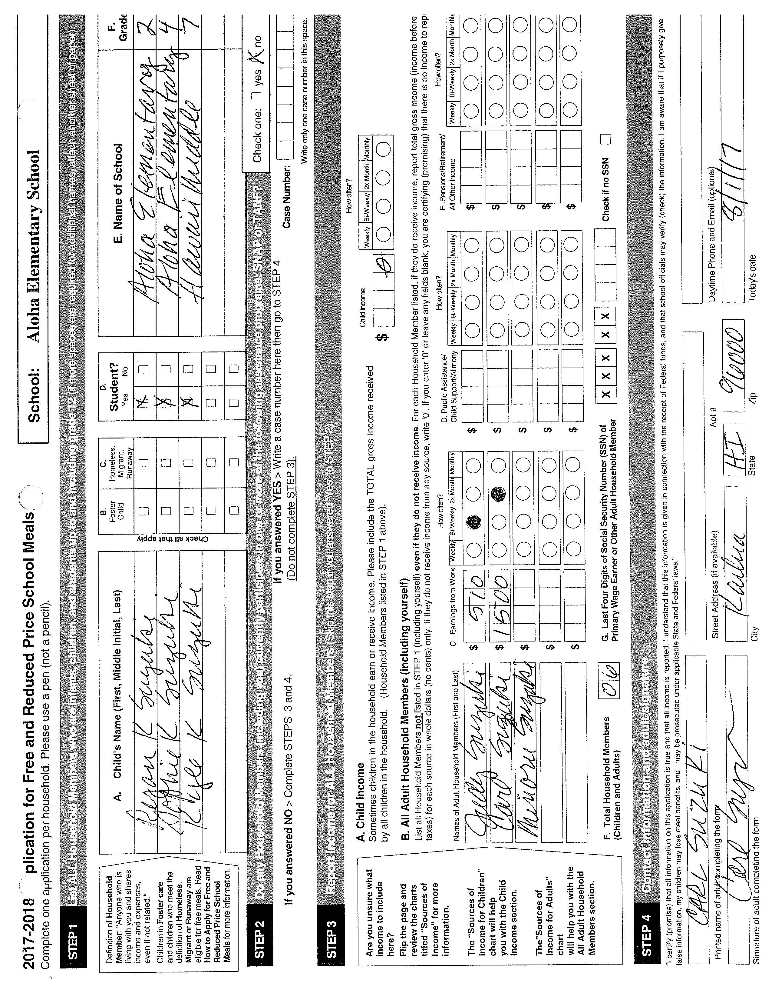 2017-2018 plication for Free and Reduced Price School Meals
Complete one application per household. Please use a pen (not a pencil).
School: Aloha Elementary School
STEP 1 List ALL Household Members who are infants, children, and students up to and including grade 12 (if more spaces are required for additional names, attach another sheet of paper).
Definition of Household
Member: "Anyone who is
living with you and shares
income and expenses,
even if not related."
Children in Foster care
and children who meet the
definition of Homeless,
Migrant or Runaway are
eligible for free meals. Read
How to Apply for Free and
Reduced Price School
Meals for more information.
A. Child's Name (First, Middle Initial, Last)
Ryan K Suzuki
Sophie K Suzuki
Kyle K Suzuki
Check all that apply
B.
Foster
Child
C.
Homeless,
Migrant,
Runaway
D.
Student?
Yes No
X
X
X
E. Name of School
Aloha Elementary
Aloha Elementary
Hawaii Middle
F.
Grade
2
4
7
STEP 2 Do any Household Members (including you) currently participate in one or more of the following assistance programs: SNAP or TANF?
Check one: yes X no
If you answered NO > Complete STEPS 3 and 4.
If you answered YES > Write a case number here then go to STEP 4
(Do not complete STEP 3).
Case Number:
Write only one case number in this space.
STEP 3 Report Income for ALL Household Members (Skip this step if you answered 'Yes' to STEP 2).
Are you unsure what
income to include
here?
Flip the page and
review the charts
titled "Sources of
Income" for more
information.
The "Sources of
Income for Children"
chart will help
you with the Child
Income section.
The "Sources of
Income for Adults"
chart
will help you with the
All Adult Household
Members section.
A. Child Income
Sometimes children in the household earn or receive income. Please include the TOTAL gross income received
by all children in the household. (Household Members listed in STEP 1 above).
Child income
$ 0
How often?
Weekly Bi-Weekly 2x Month Monthly
B. All Adult Household Members (including yourself)
List all Household Members not listed in STEP 1 (including yourself) even if they do not receive income. For each Household Member listed, if they do receive income, report total gross income (income before
taxes) for each source in whole dollars (no cents) only. If they do not receive income from any source, write '0'. If you enter '0' or leave any fields blank, you are certifying (promising) that there is no income to rep
Names of Adult Household Members (First and Last)
Suzuki
Carl Suzuki
Minoru Suzuki
C. Earnings from Work
$ 510
$ 1500
$
$
$
How often?
Weekly Bi-Weekly 2x Month Monthly
D. Public Assistance/
Child Support/Alimony
$
$
$
$
$
How often?
Weekly Bi-Weekly 2x Month Monthly
E. Pensions/Retirement/
All Other Income
$
$
$
$
$
How often?
Weekly Bi-Weekly 2x Month Monthly
F. Total Household Members
(Children and Adults)
06
G. Last Four Digits of Social Security Number (SSN) of
Primary Wage Earner or Other Adult Household Member
X X X X X
Check if no SSN
STEP 4 Contact information and adult signature
"I certify (promise) that all information on this application is true and that all income is reported. I understand that this information is given in connection with the receipt of Federal funds, and that school officials may verify (check) the information. I am aware that if I purposely give
false information, my children may lose meal benefits, and I may be prosecuted under applicable State and Federal laws."
CARL SUZUKI
Printed name of adult completing the form
Street Address (if available)
Apt #
Daytime Phone and Email (optional)
Carl
Kailua
HI
96000
8/1/17
Signature of adult completing the form
City
State
Zip
Today's date